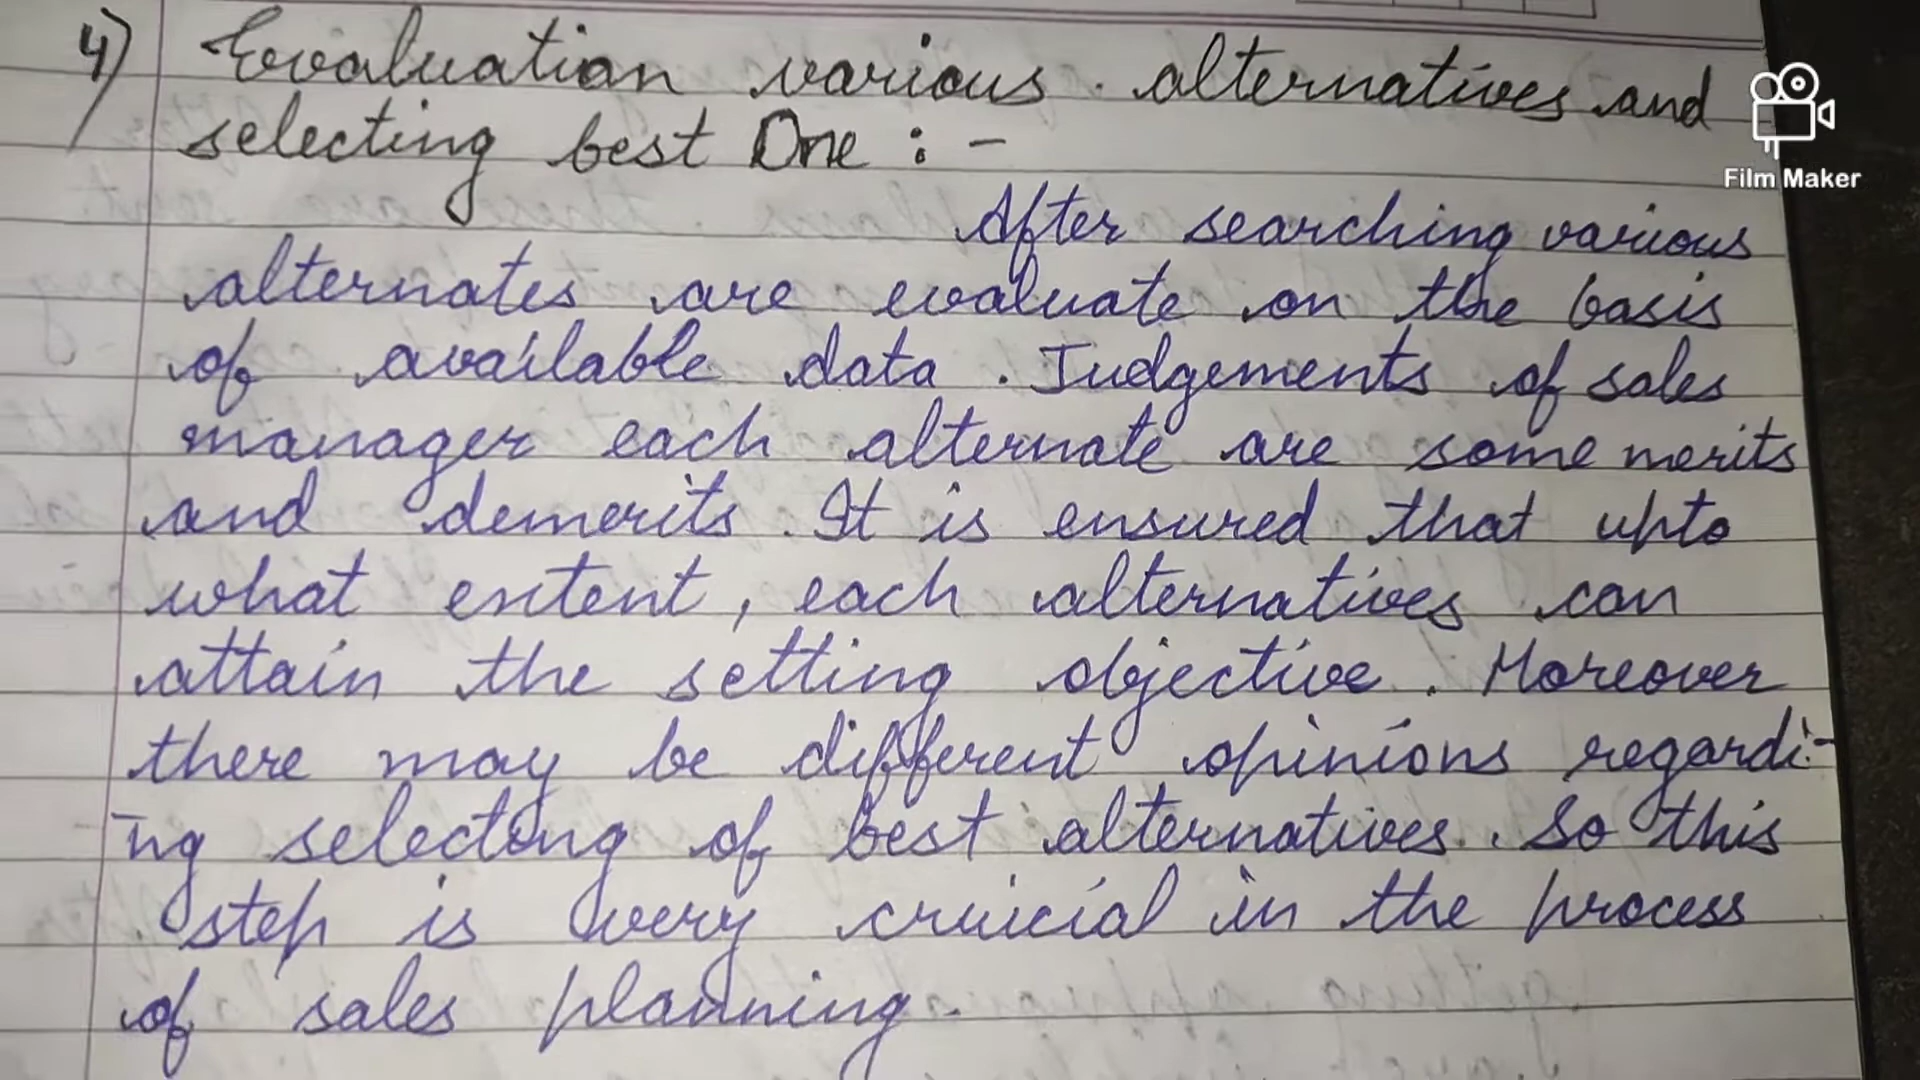 4) Evaluation various alternatives and
selecting best One : -
After searching various
alternates are evaluate on the basis
of available data. Judgements of sales
manager each alternate are some merits
and demerits. It is ensured that upto
what extent, each alternatives can
attain the setting objective. Moreover
there may be different opinions regardi-
ng selecting of best alternatives. So this
step is very cruicial in the process
of sales planning.
Film Maker